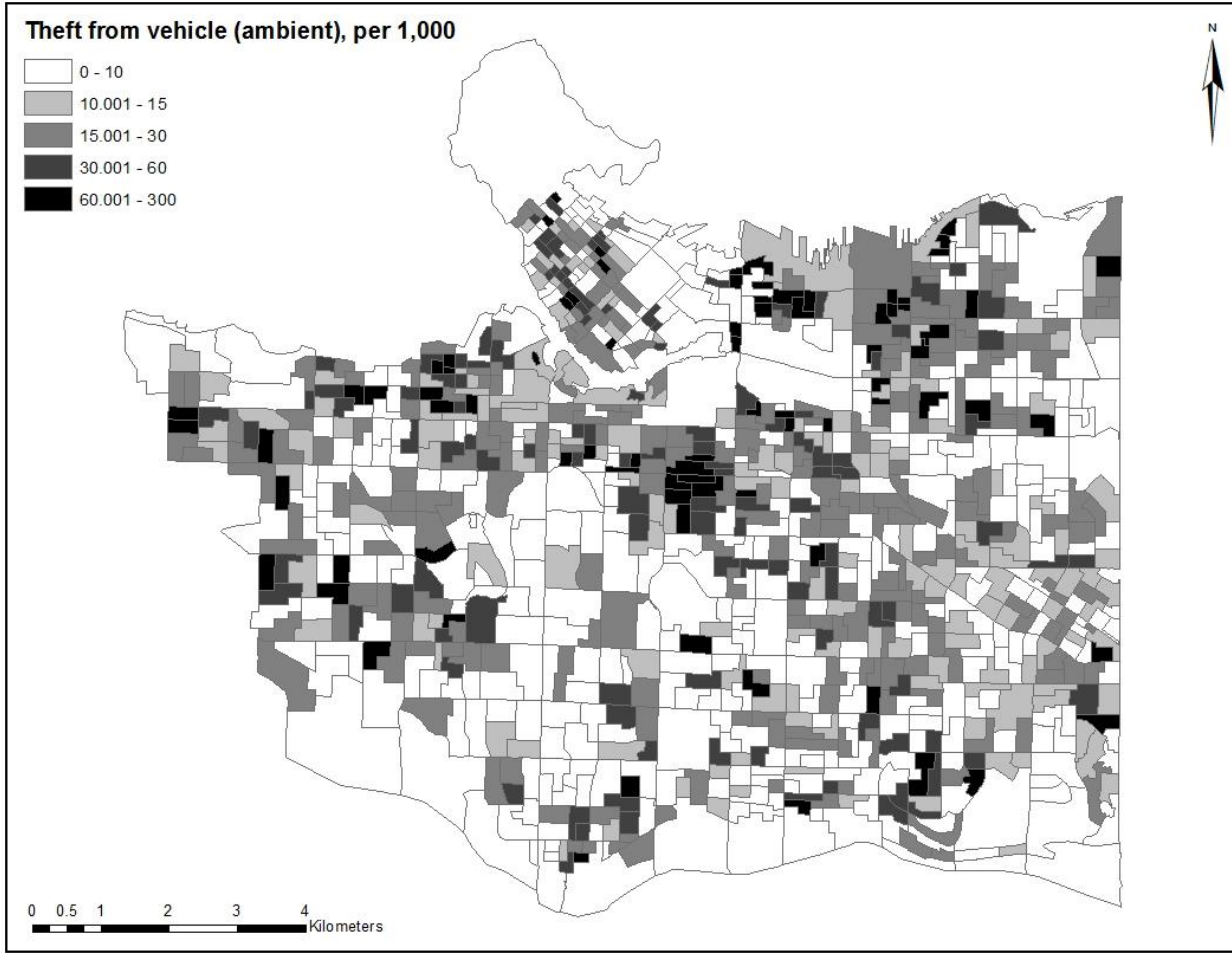 Theft from vehicle (ambient), per 1,000
0 - 10
10.001 - 15
15.001 - 30
30.001 - 60
60.001 - 300
N
0 0.5 1 2 3 4
Kilometers